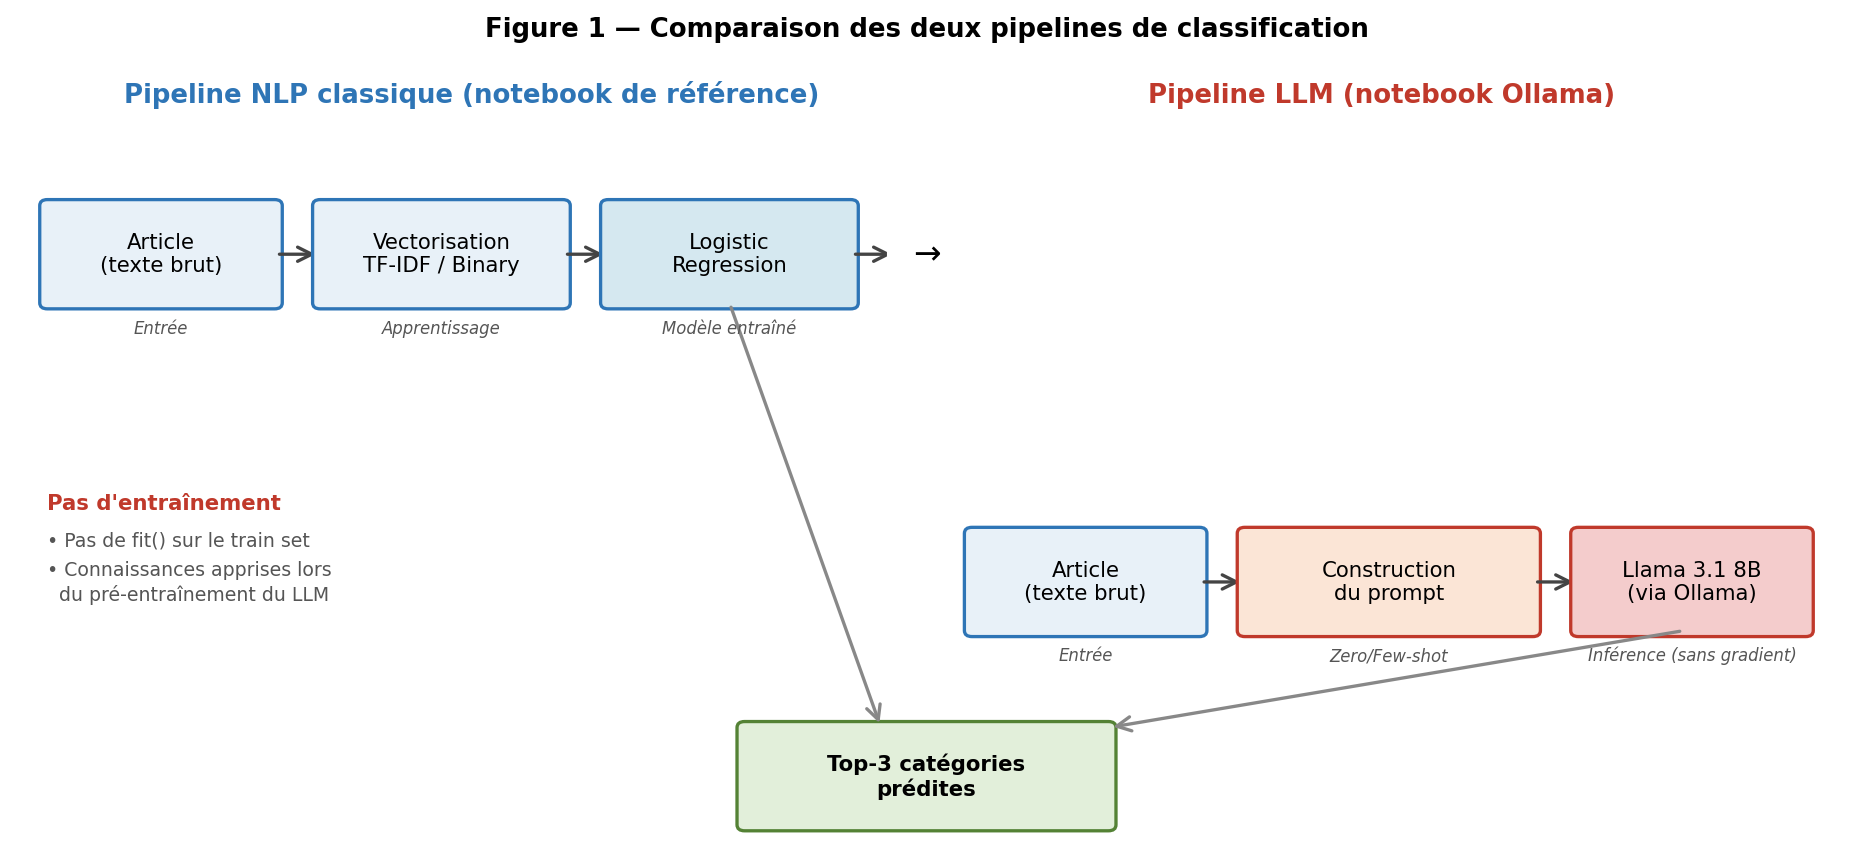 Figure 1 — Comparaison des deux pipelines de classification
Pipeline NLP classique (notebook de référence)
Pipeline LLM (notebook Ollama)
Article
(texte brut)
Vectorisation
TF-IDF / Binary
Logistic
Regression
→
Entrée
Apprentissage
Modèle entraîné
Pas d'entraînement
• Pas de fit() sur le train set
• Connaissances apprises lors
du pré-entraînement du LLM
Article
(texte brut)
Construction
du prompt
Llama 3.1 8B
(via Ollama)
Entrée
Zero/Few-shot
Inférence (sans gradient)
Top-3 catégories
prédites